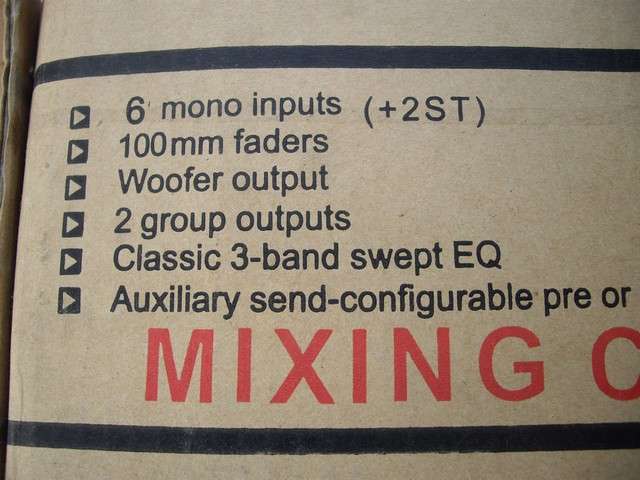 6 mono inputs (+2ST)
100mm faders
Woofer output
2 group outputs
Classic 3-band swept EQ
Auxiliary send-configurable pre or
MIXING C